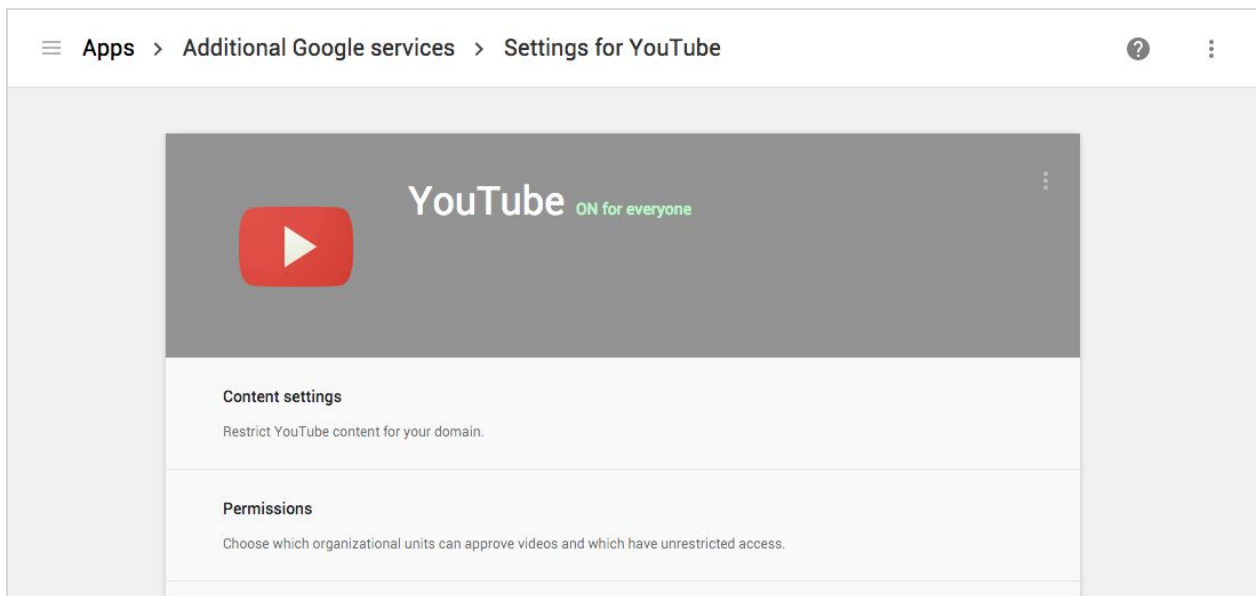 Apps > Additional Google services > Settings for YouTube
YouTube ON for everyone
Content settings
Restrict YouTube content for your domain.
Permissions
Choose which organizational units can approve videos and which have unrestricted access.